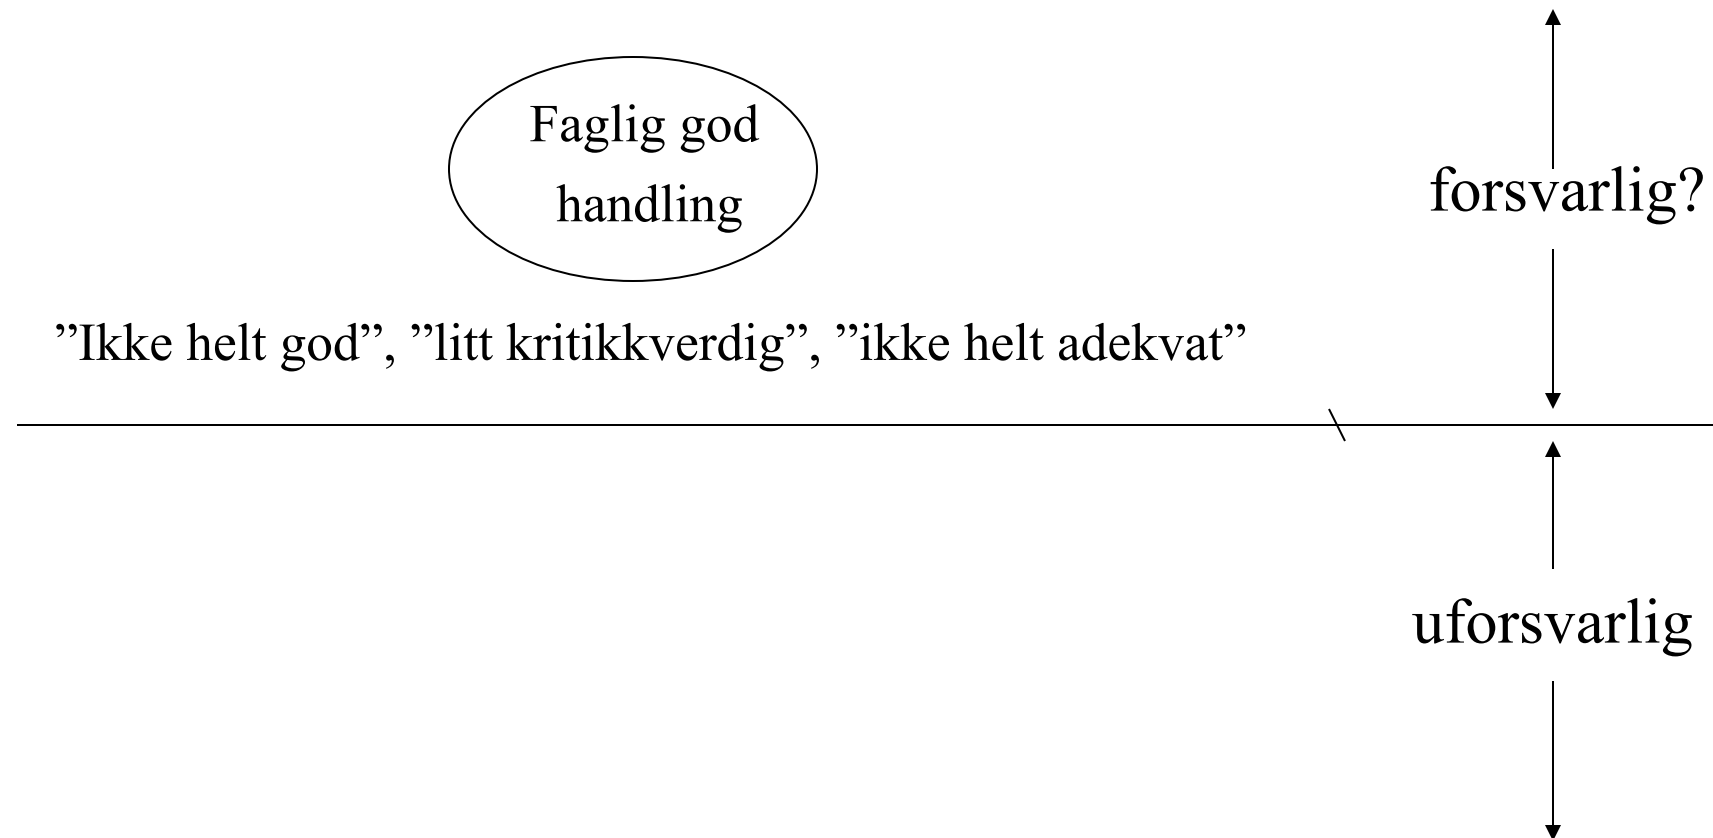 Faglig god
handling
forsvarlig?
”Ikke helt god”, ”litt kritikkverdig”, ”ikke helt adekvat”
uforsvarlig